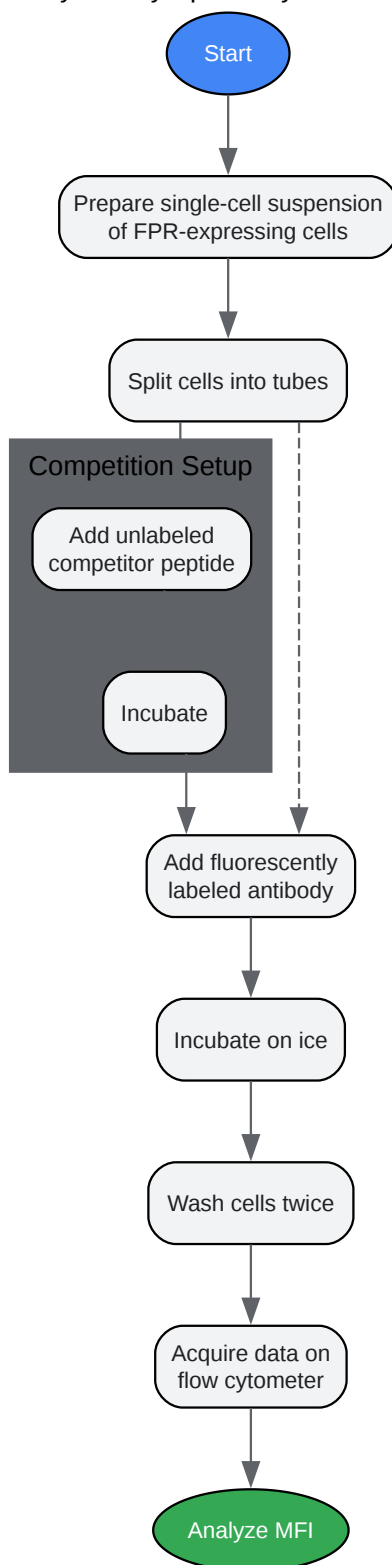 Start
Prepare single-cell suspension
of FPR-expressing cells
Split cells into tubes
Competition Setup
Add unlabeled
competitor peptide
Incubate
Add fluorescently
labeled antibody
Incubate on ice
Wash cells twice
Acquire data on
flow cytometer
Analyze MFI